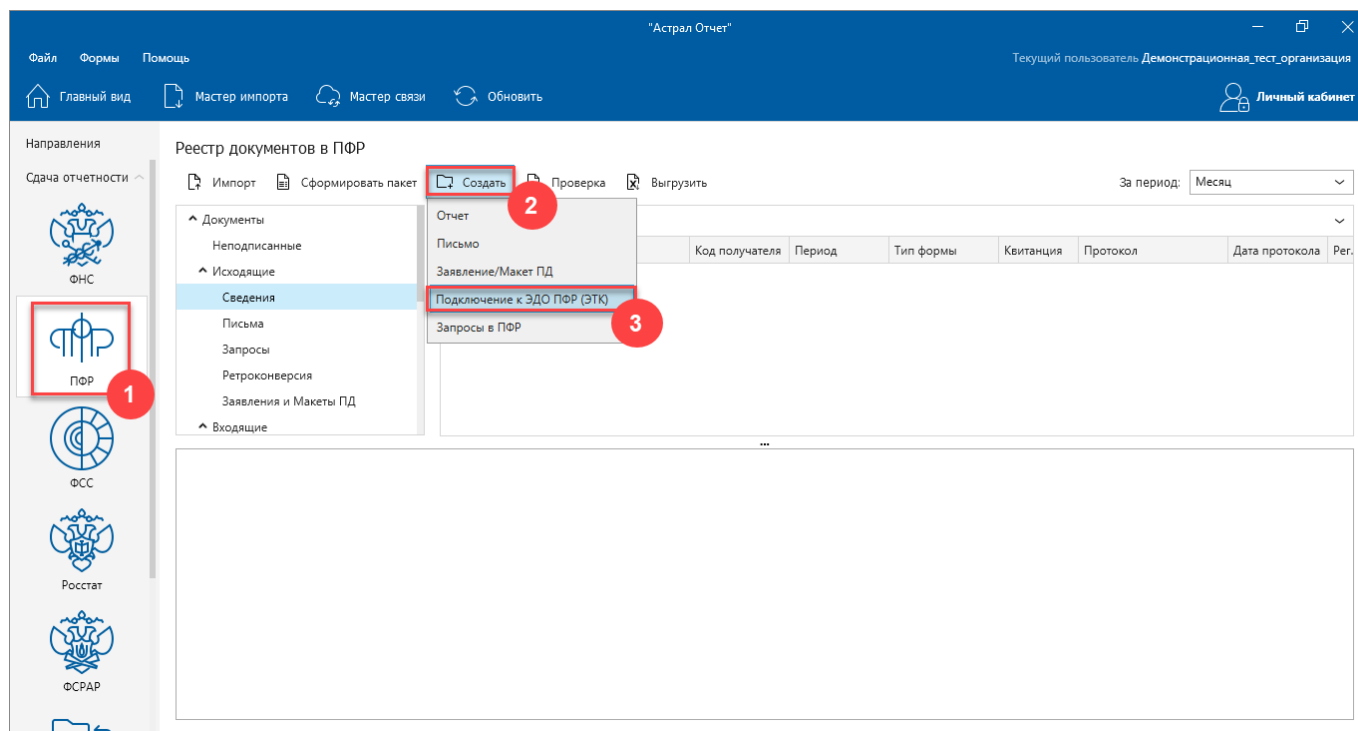 "Астрал Отчет"
Файл Формы Помощь
Текущий пользователь Демонстрационная_тест_организация
Главный вид Мастер импорта Мастер связи Обновить Личный кабинет
Направления
Сдача отчетности
ФНС
ПФР
1
ФСС
Росстат
ФСРАР
Реестр документов в ПФР
Импорт Сформировать пакет Создать Проверка Выгрузить За период: Месяц
2
Документы
Неподписанные
Исходящие
Сведения
Письма
Запросы
Ретроконверсия
Заявления и Макеты ПД
Входящие
Отчет
Письмо
Заявление/Макет ПД
Подключение к ЭДО ПФР (ЭТК)
3
Запросы в ПФР
Код получателя Период Тип формы Квитанция Протокол Дата протокола Рег.
...